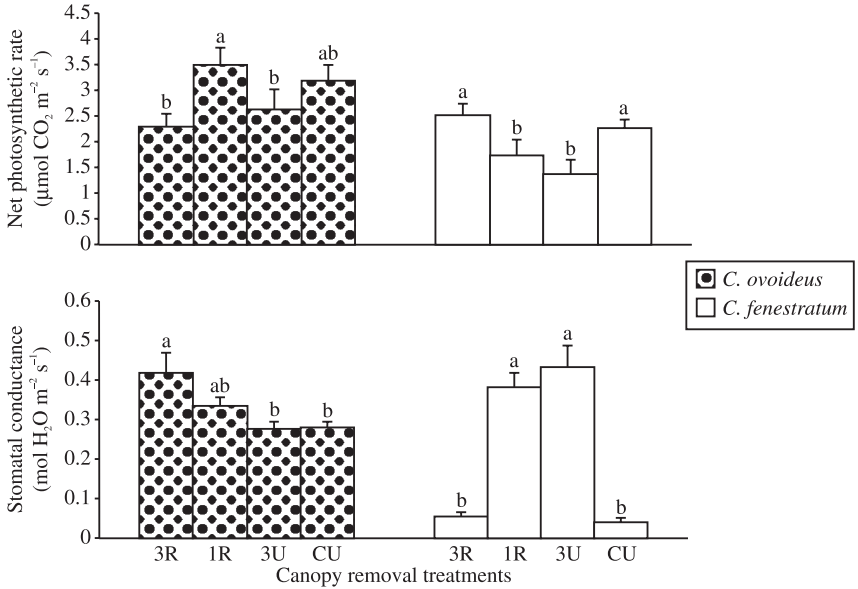 Net photosynthetic rate
(μmol CO₂ m⁻² s⁻¹)
4.5
4
3.5
3
2.5
2
1.5
1
0.5
0
b
a
b
ab
a
b
b
a
C. ovoideus
C. fenestratum
Stomatal conductance
(mol H₂O m⁻² s⁻¹)
0.6
0.5
0.4
0.3
0.2
0.1
0
a
ab
b
b
b
a
a
b
3R 1R 3U CU 3R 1R 3U CU
Canopy removal treatments